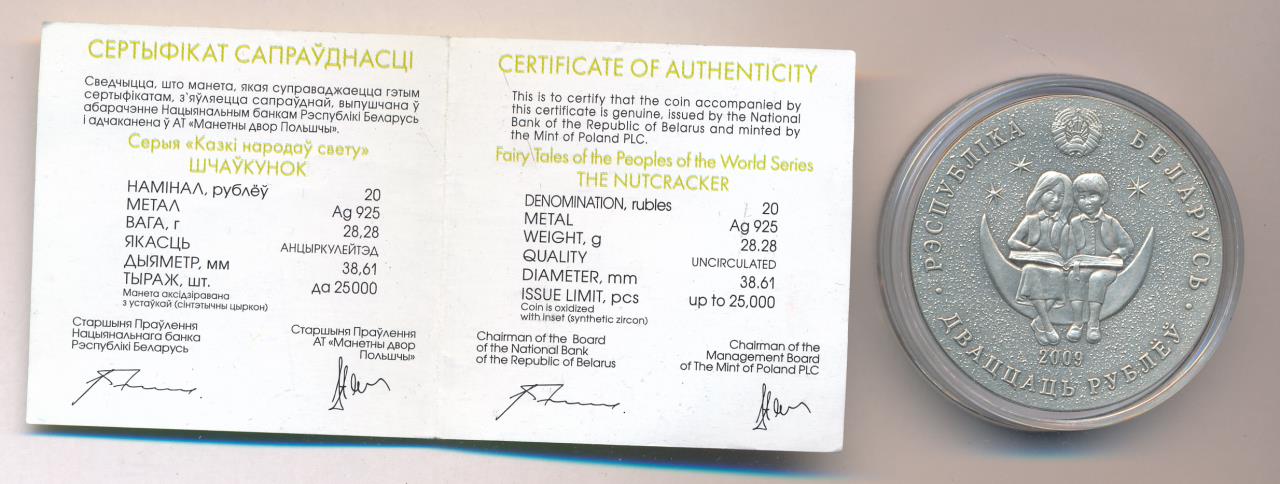 СЕРТЫФІКАТ САПРАЎДНАСЦІ
Сведчыцца, што манета, якая суправаджаецца гэтым
сертыфікатам, з`яўляецца сапраўднай, выпушчана ў
абарачэнне Нацыянальным банкам Рэспублікі Беларусь
і адчаканена ў АТ «Манетны двор Польшчы».
Серыя «Казкі народаў свету»
ШЧАЎКУНОК
НАМІНАЛ, рублёў 20
МЕТАЛ Ag 925
ВАГА, г 28,28
ЯКАСЦЬ АНЦЫРКУЛЕЙТЭД
ДЫЯМЕТР, мм 38,61
ТЫРАЖ, шт. да 25000
Манета аксідзіравана
з устаўкай (сінтэтычны цыркон)
Старшыня Праўлення
Нацыянальнага банка
Рэспублікі Беларусь
Старшыня Праўлення
АТ «Манетны двор
Польшчы»
CERTIFICATE OF AUTHENTICITY
This is to certify that the coin accompanied by
this certificate is genuine, issued by the National
Bank of the Republic of Belarus and minted by
the Mint of Poland PLC.
Fairy Tales of the Peoples of the World Series
THE NUTCRACKER
DENOMINATION, rubles 20
METAL Ag 925
WEIGHT, g 28.28
QUALITY UNCIRCULATED
DIAMETER, mm 38.61
ISSUE LIMIT, pcs up to 25,000
Coin is oxidized
with inset (synthetic zircon)
Chairman of the Board
of the National Bank
of the Republic of Belarus
Chairman of the
Management Board
of The Mint of Poland PLC
РЭСПУБЛІКА БЕЛАРУСЬ
2009
ДВАЦЦАЦЬ РУБЛЁЎ